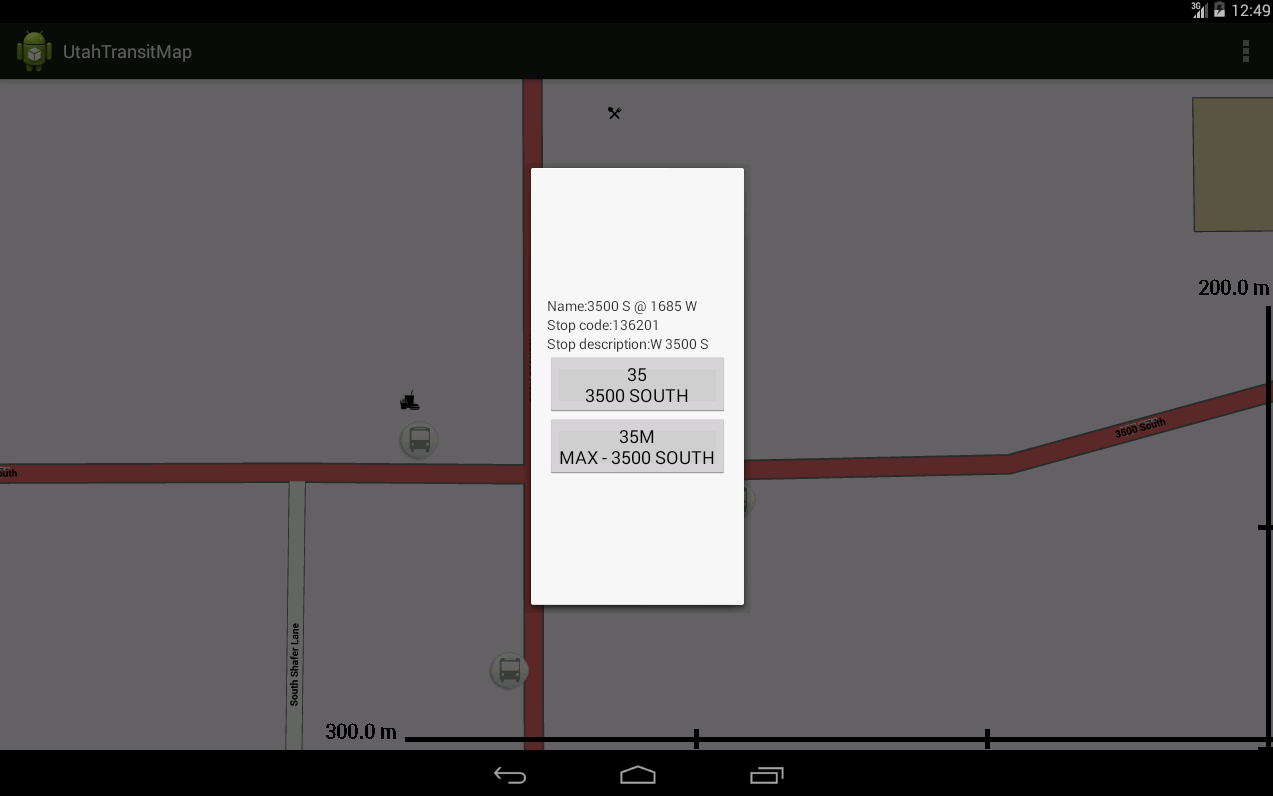 3G 12:49
UtahTransitMap
200.0 m
Name:3500 S @ 1685 W
Stop code:136201
Stop description:W 3500 S
35
3500 SOUTH
35M
MAX - 3500 SOUTH
3500 South
outh
South Shafer Lane
300.0 m